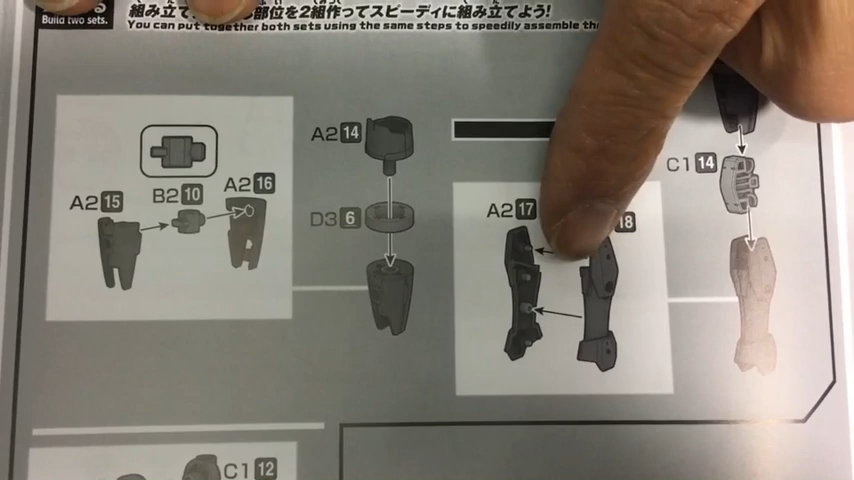 Build two sets.
組み立て
部位を2組作ってスピーディに組み立てよう!
You can put together both sets using the same steps to speedily assemble
A2 15
B2 10
A2 16
A2 14
D3 6
A2 17
18
C1 14
C1 12